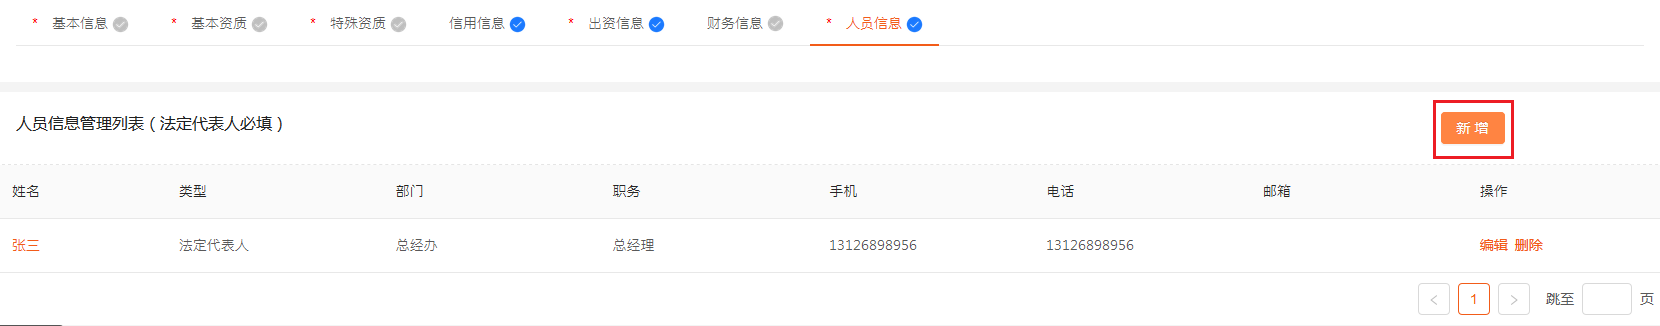 * 基本信息 * 基本资质 * 特殊资质 信用信息 * 出资信息 财务信息 * 人员信息
人员信息管理列表（法定代表人必填） 新 增
姓名 类型 部门 职务 手机 电话 邮箱 操作
张三 法定代表人 总经办 总经理 13126898956 13126898956 编辑 删除
< 1 > 跳至 页